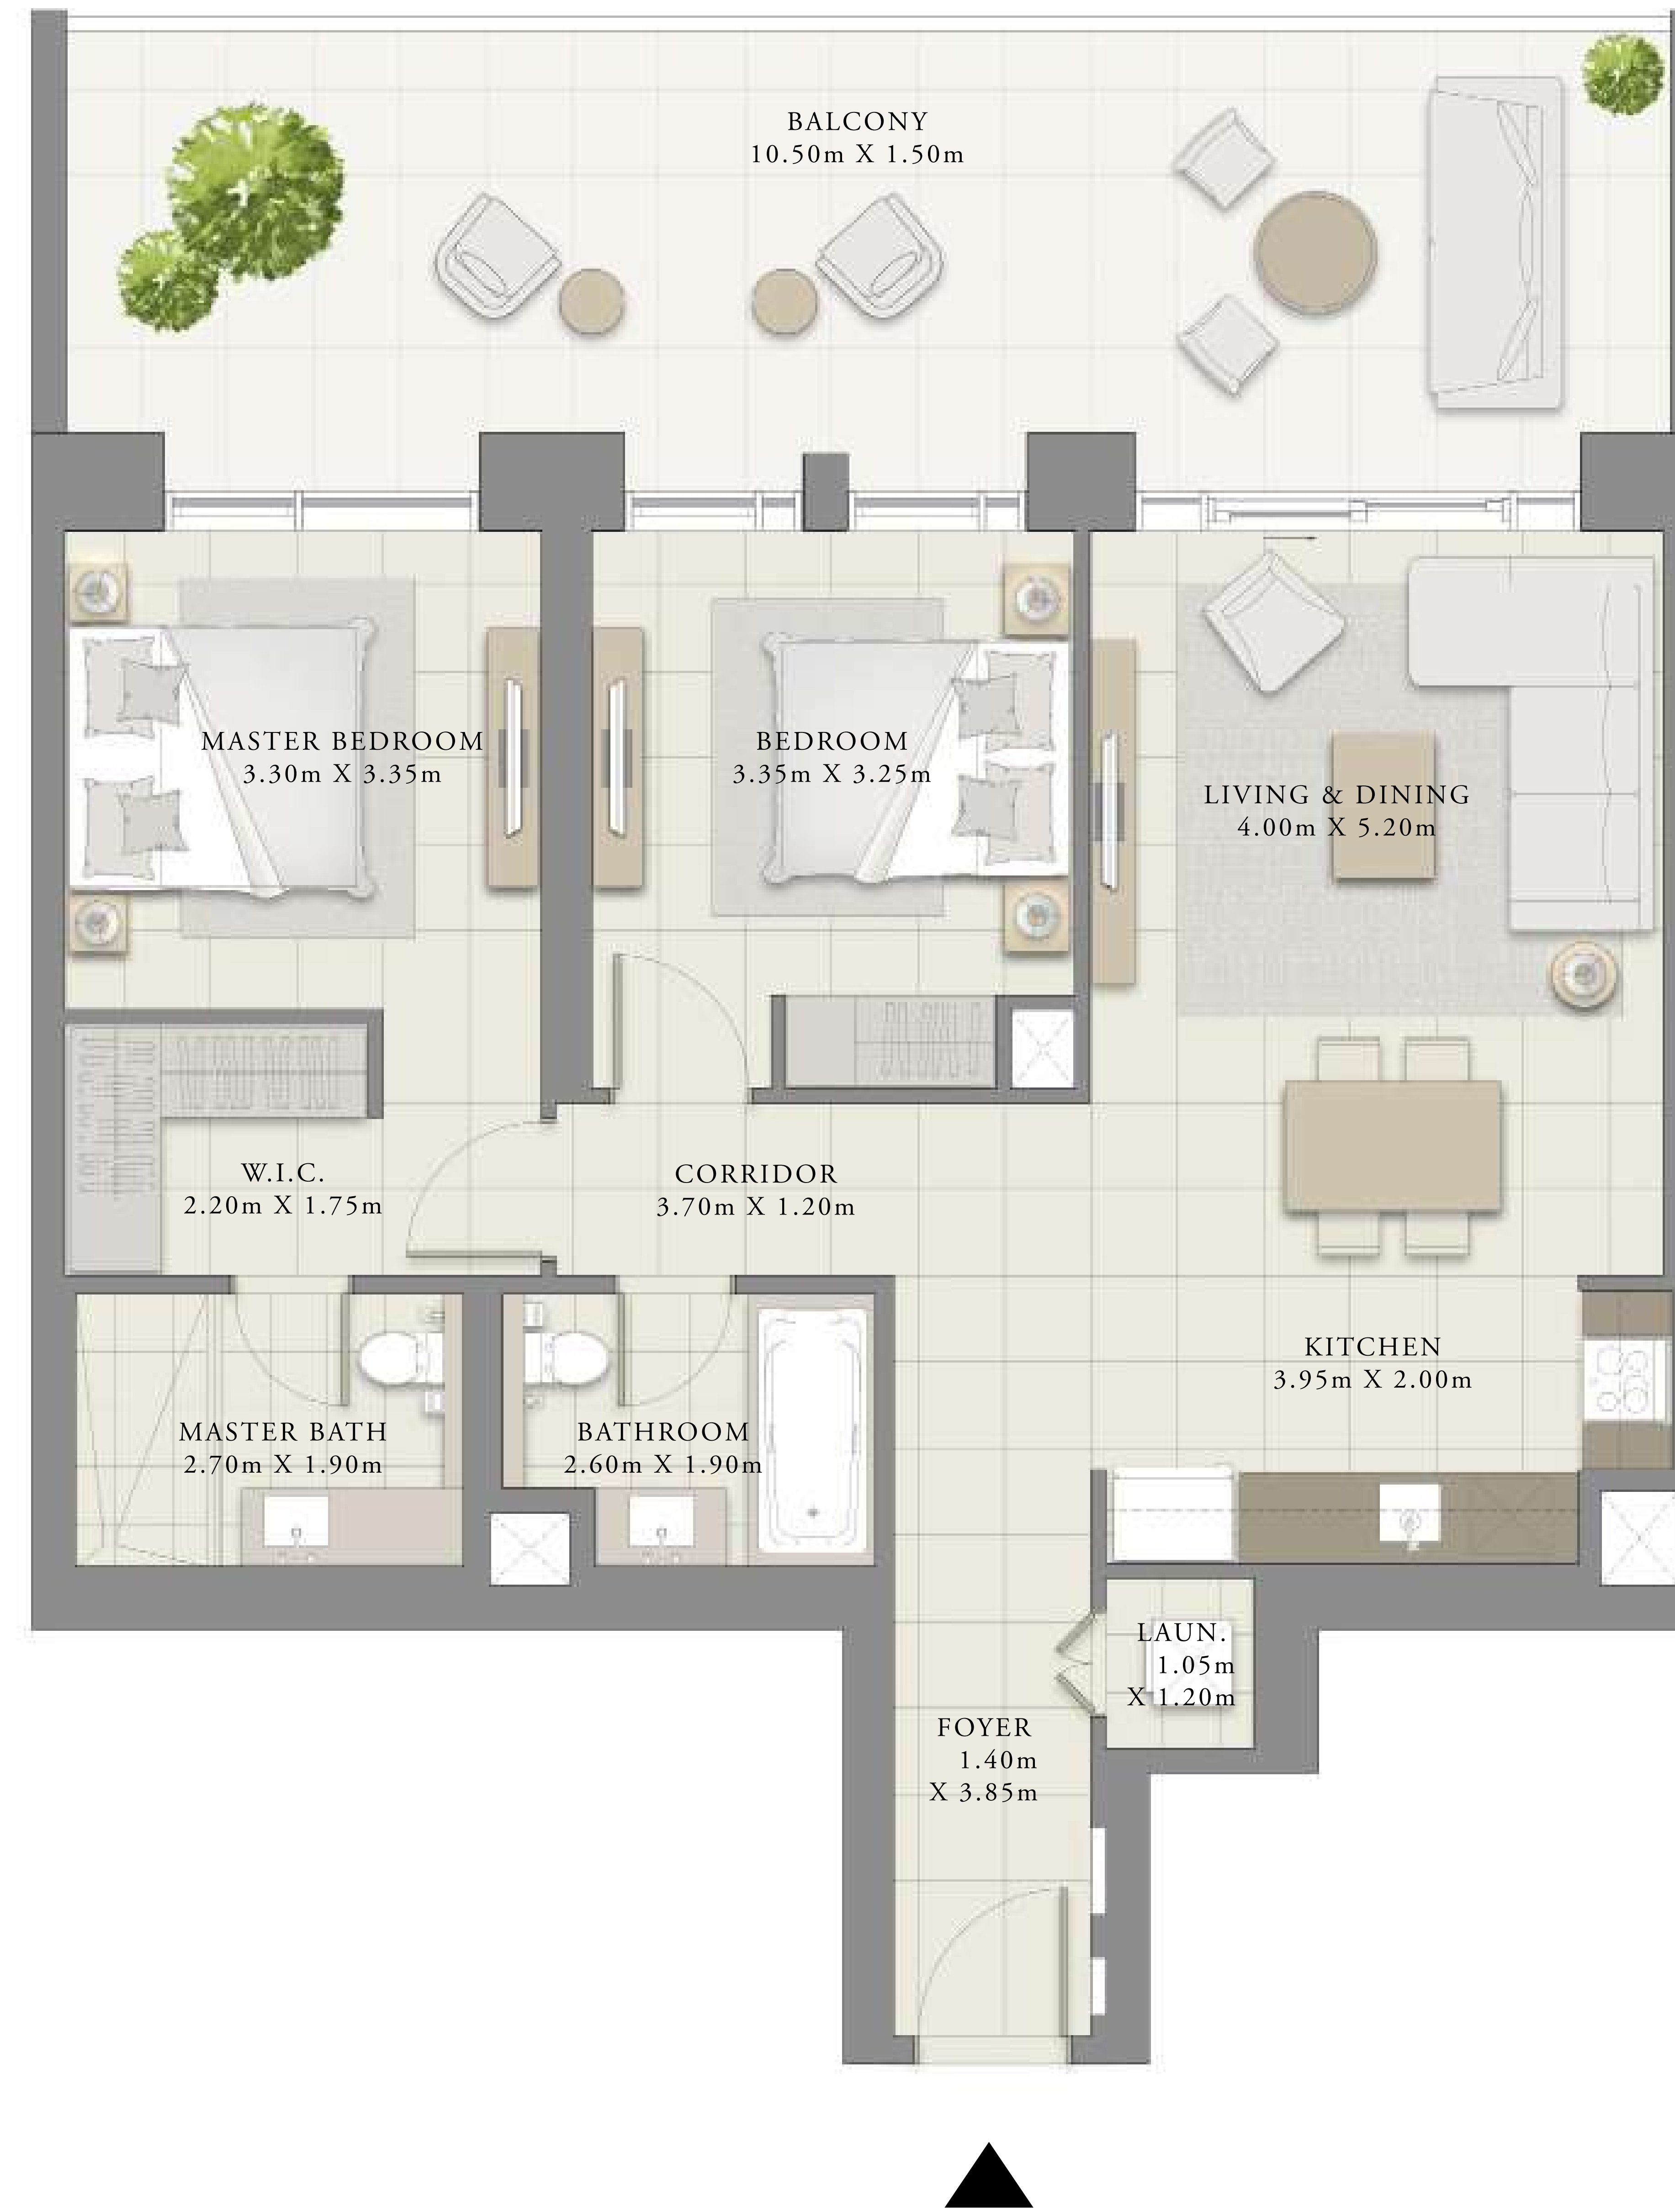 BALCONY
10.50m X 1.50m
MASTER BEDROOM
3.30m X 3.35m
BEDROOM
3.35m X 3.25m
LIVING & DINING
4.00m X 5.20m
W.I.C.
2.20m X 1.75m
CORRIDOR
3.70m X 1.20m
KITCHEN
3.95m X 2.00m
MASTER BATH
2.70m X 1.90m
BATHROOM
2.60m X 1.90m
LAUN.
1.05m
X 1.20m
FOYER
1.40m
X 3.85m